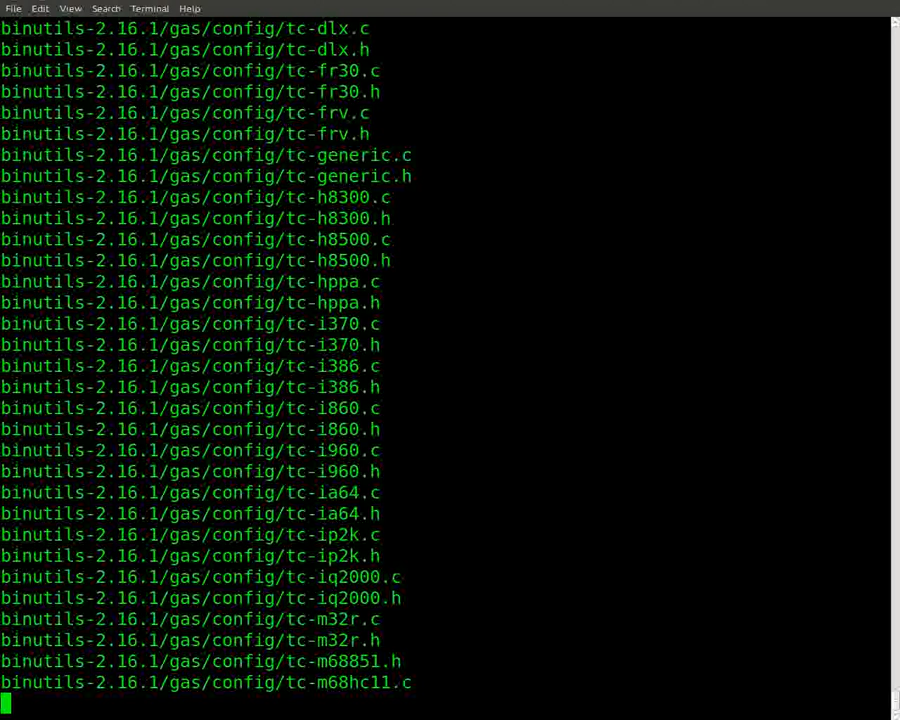 File Edit View Search Terminal Help
binutils-2.16.1/gas/config/tc-dlx.c
binutils-2.16.1/gas/config/tc-dlx.h
binutils-2.16.1/gas/config/tc-fr30.c
binutils-2.16.1/gas/config/tc-fr30.h
binutils-2.16.1/gas/config/tc-frv.c
binutils-2.16.1/gas/config/tc-frv.h
binutils-2.16.1/gas/config/tc-generic.c
binutils-2.16.1/gas/config/tc-generic.h
binutils-2.16.1/gas/config/tc-h8300.c
binutils-2.16.1/gas/config/tc-h8300.h
binutils-2.16.1/gas/config/tc-h8500.c
binutils-2.16.1/gas/config/tc-h8500.h
binutils-2.16.1/gas/config/tc-hppa.c
binutils-2.16.1/gas/config/tc-hppa.h
binutils-2.16.1/gas/config/tc-i370.c
binutils-2.16.1/gas/config/tc-i370.h
binutils-2.16.1/gas/config/tc-i386.c
binutils-2.16.1/gas/config/tc-i386.h
binutils-2.16.1/gas/config/tc-i860.c
binutils-2.16.1/gas/config/tc-i860.h
binutils-2.16.1/gas/config/tc-i960.c
binutils-2.16.1/gas/config/tc-i960.h
binutils-2.16.1/gas/config/tc-ia64.c
binutils-2.16.1/gas/config/tc-ia64.h
binutils-2.16.1/gas/config/tc-ip2k.c
binutils-2.16.1/gas/config/tc-ip2k.h
binutils-2.16.1/gas/config/tc-iq2000.c
binutils-2.16.1/gas/config/tc-iq2000.h
binutils-2.16.1/gas/config/tc-m32r.c
binutils-2.16.1/gas/config/tc-m32r.h
binutils-2.16.1/gas/config/tc-m68851.h
binutils-2.16.1/gas/config/tc-m68hc11.c